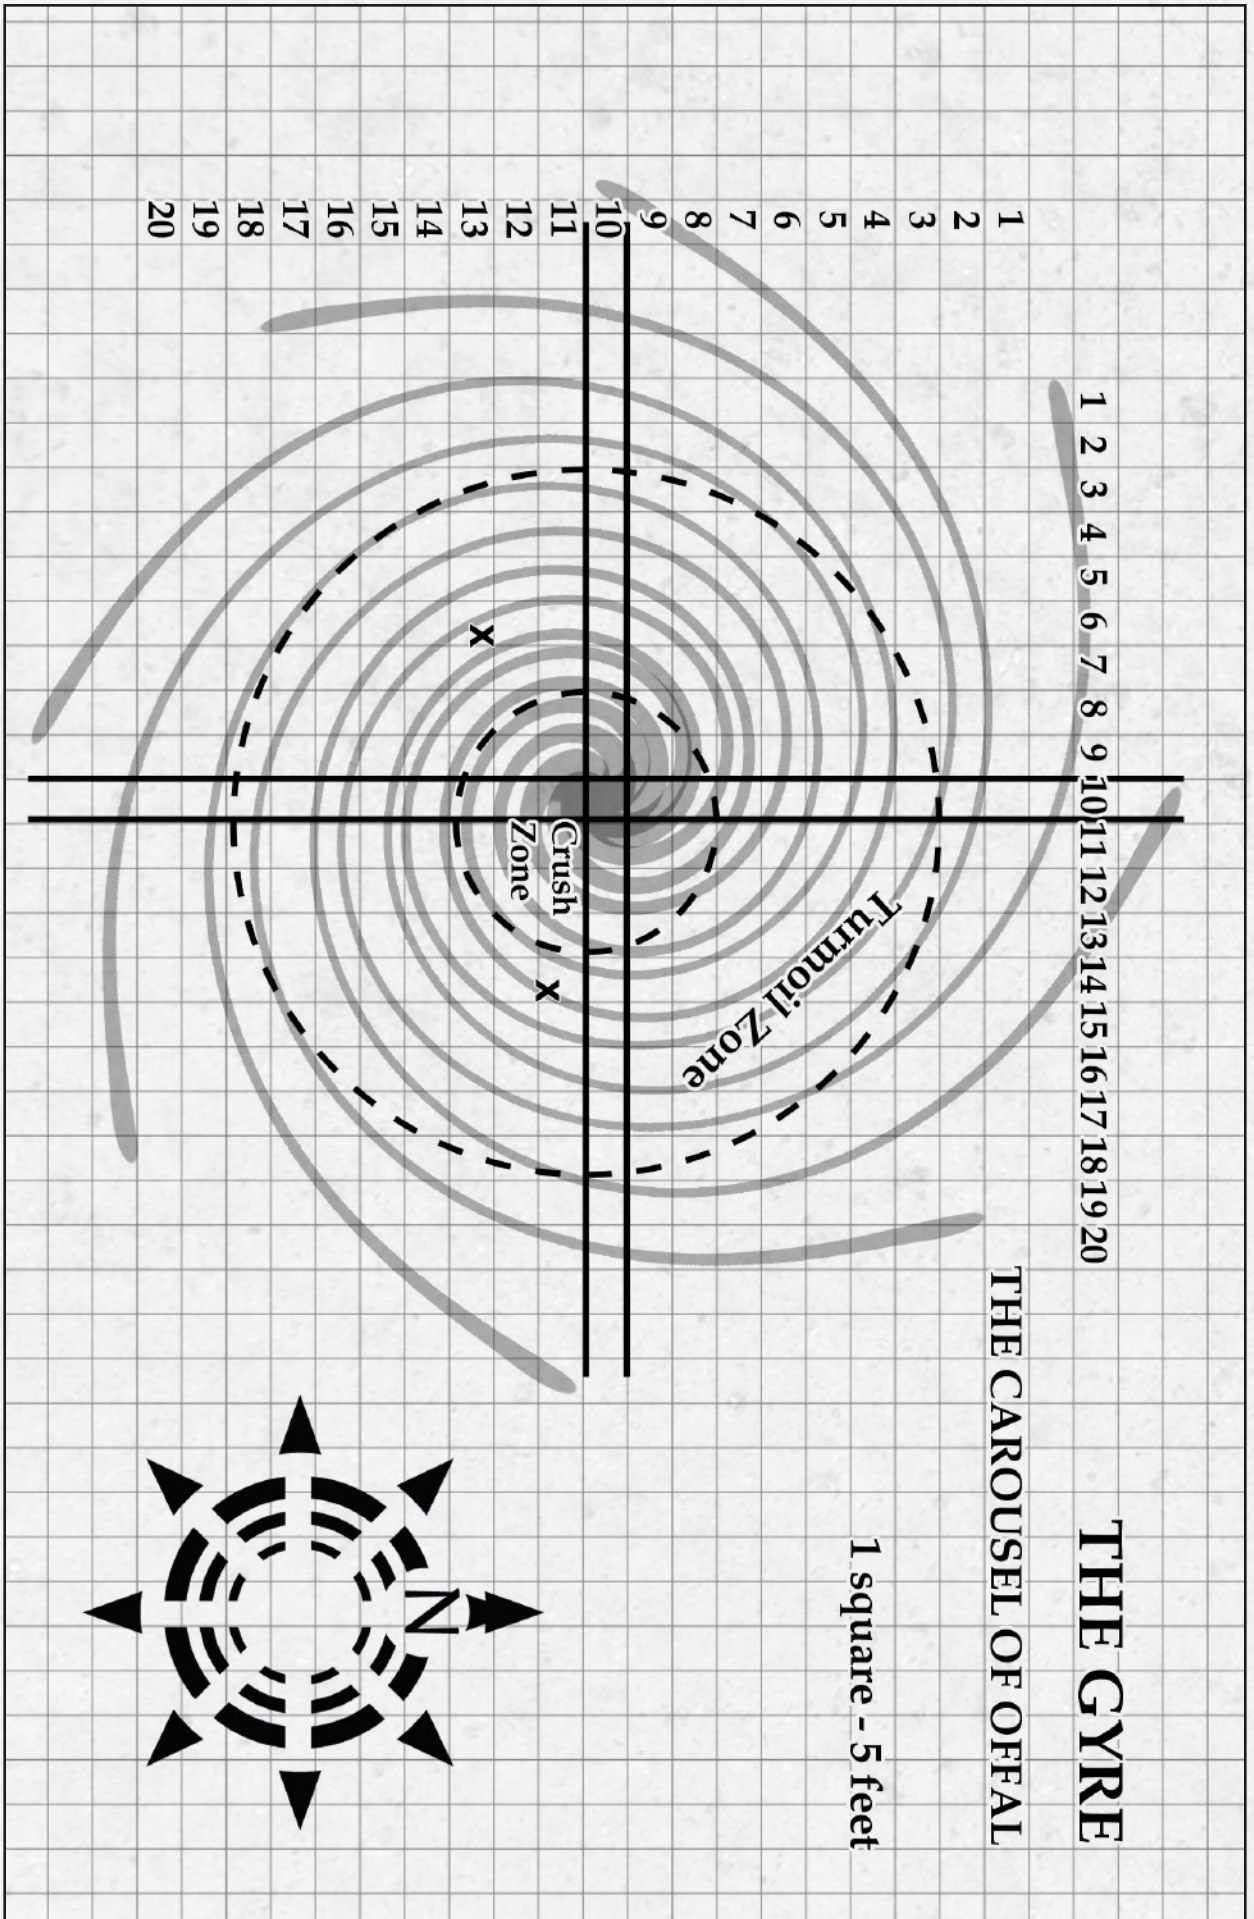 THE GYRE
THE CAROUSEL OF OFFAL
1 square - 5 feet
1 2 3 4 5 6 7 8 9 10 11 12 13 14 15 16 17 18 19 20
1
2
3
4
5
6
7
8
9
10
11
12
13
14
15
16
17
18
19
20
Turmoil Zone
Crush
Zone
x
x
N